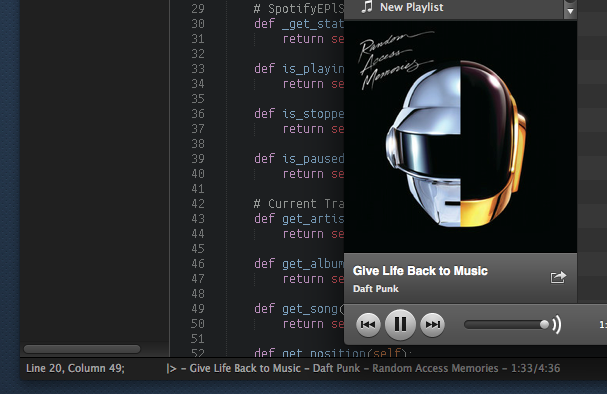 29 # SpotifyEPlS
30 def _get_stat
31 return se
32
33 def is_playin
34 return se
35
36 def is_stoppe
37 return se
38
39 def is_paused
40 return se
41
42 # Current Tra
43 def get_artis
44 return se
45
46 def get_album
47 return se
48
49 def get_song(
50 return se
51
52 def get_position(self):
New Playlist
Random
Access
Memories
Give Life Back to Music
Daft Punk
1:
Line 20, Column 49; |> - Give Life Back to Music - Daft Punk - Random Access Memories - 1:33/4:36